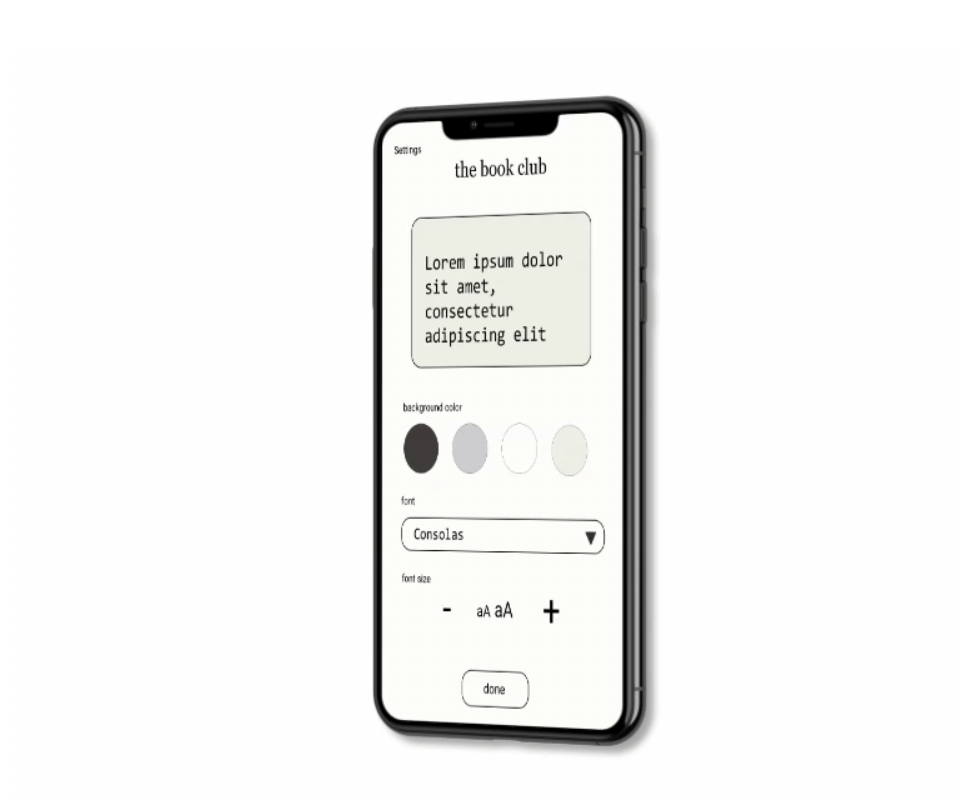 Settings
the book club
Lorem ipsum dolor
sit amet,
consectetur
adipiscing elit
background color
font
Consolas
font size
- aA aA +
done